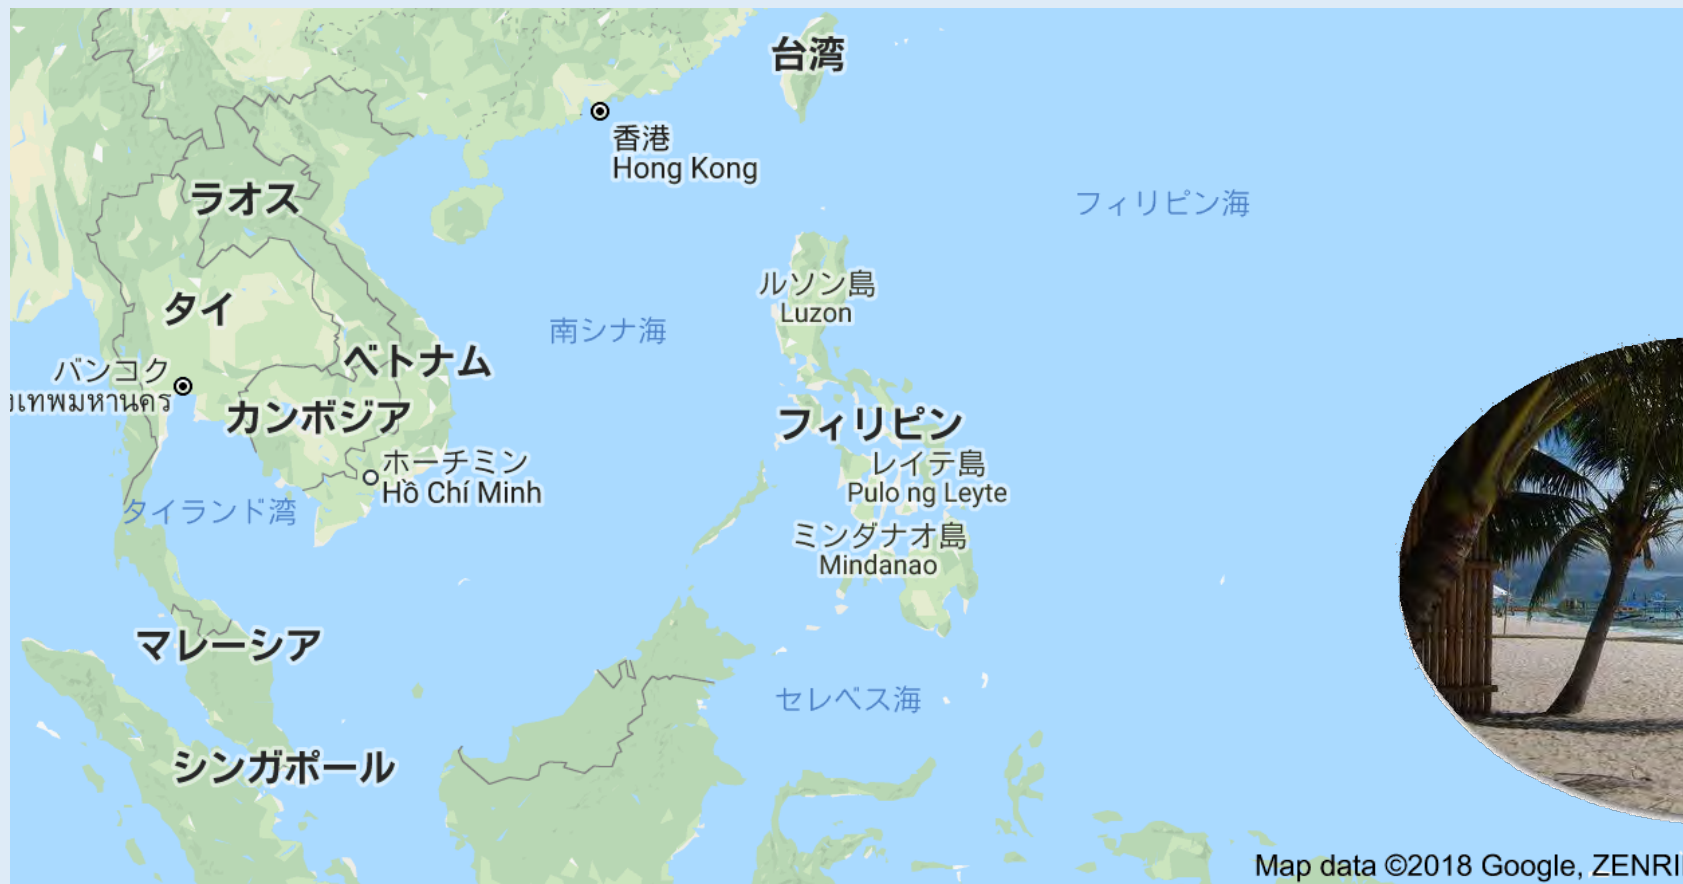 台湾
香港
Hong Kong
ラオス
フィリピン海
ルソン島
Luzon
タイ
南シナ海
ベトナム
バンコク
เทพมหานคร
カンボジア
フィリピン
ホーチミン
Hồ Chí Minh
レイテ島
Pulo ng Leyte
タイランド湾
ミンダナオ島
Mindanao
マレーシア
セレベス海
シンガポール
Map data ©2018 Google, ZENRI